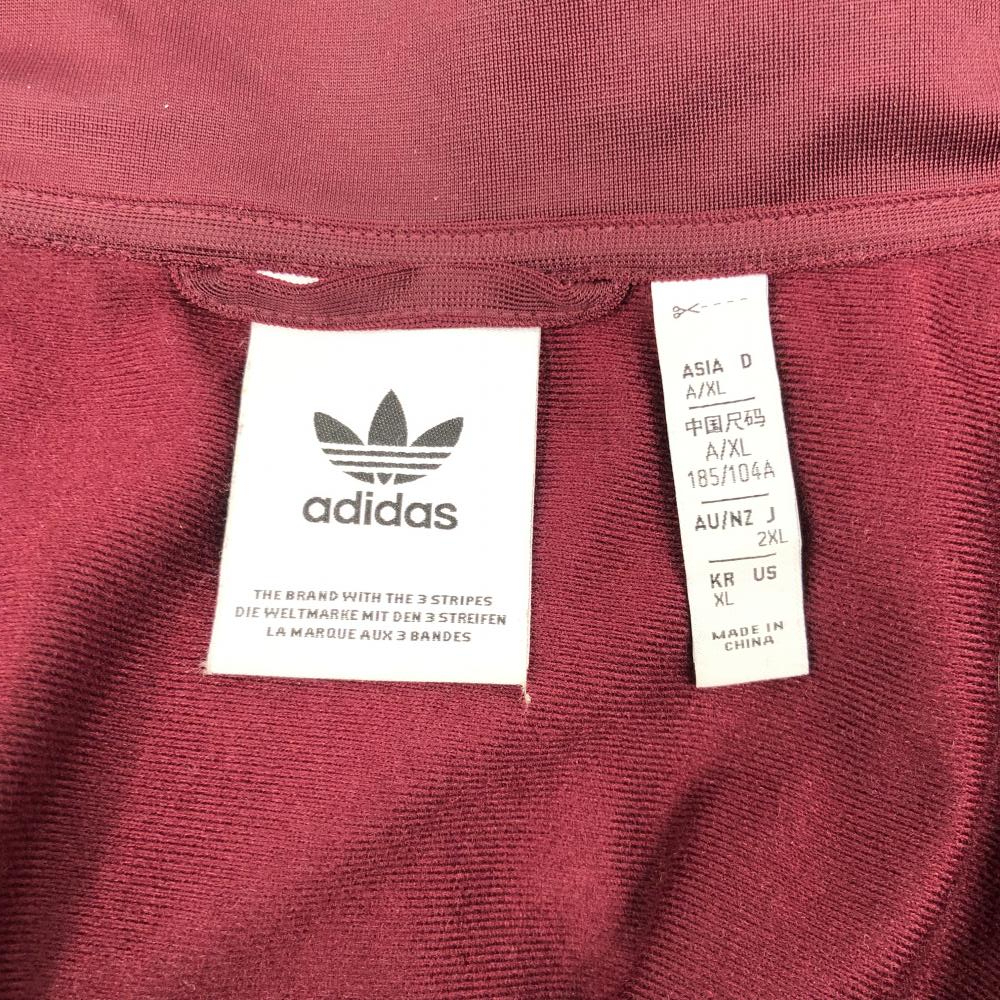 adidas
THE BRAND WITH THE 3 STRIPES
DIE WELTMARKE MIT DEN 3 STREIFEN
LA MARQUE AUX 3 BANDES
ASIA D
A/XL
中国尺码
A/XL
185/104A
AU/NZ J
2XL
KR US
XL
MADE IN
CHINA